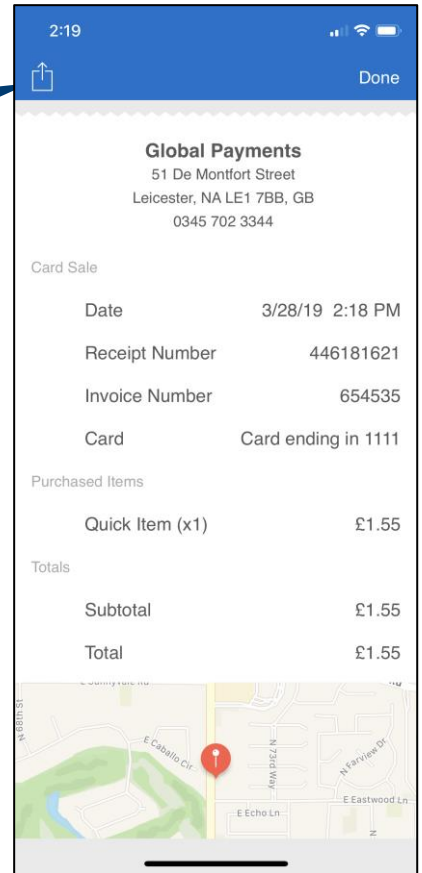 2:19
Done
Global Payments
51 De Montfort Street
Leicester, NA LE1 7BB, GB
0345 702 3344
Card Sale
Date 3/28/19 2:18 PM
Receipt Number 446181621
Invoice Number 654535
Card Card ending in 1111
Purchased Items
Quick Item (x1) £1.55
Totals
Subtotal £1.55
Total £1.55
N 68th St
E Caballo Cir
N 73rd Way
N Farview Dr
E Eastwood Ln
E Echo Ln
N